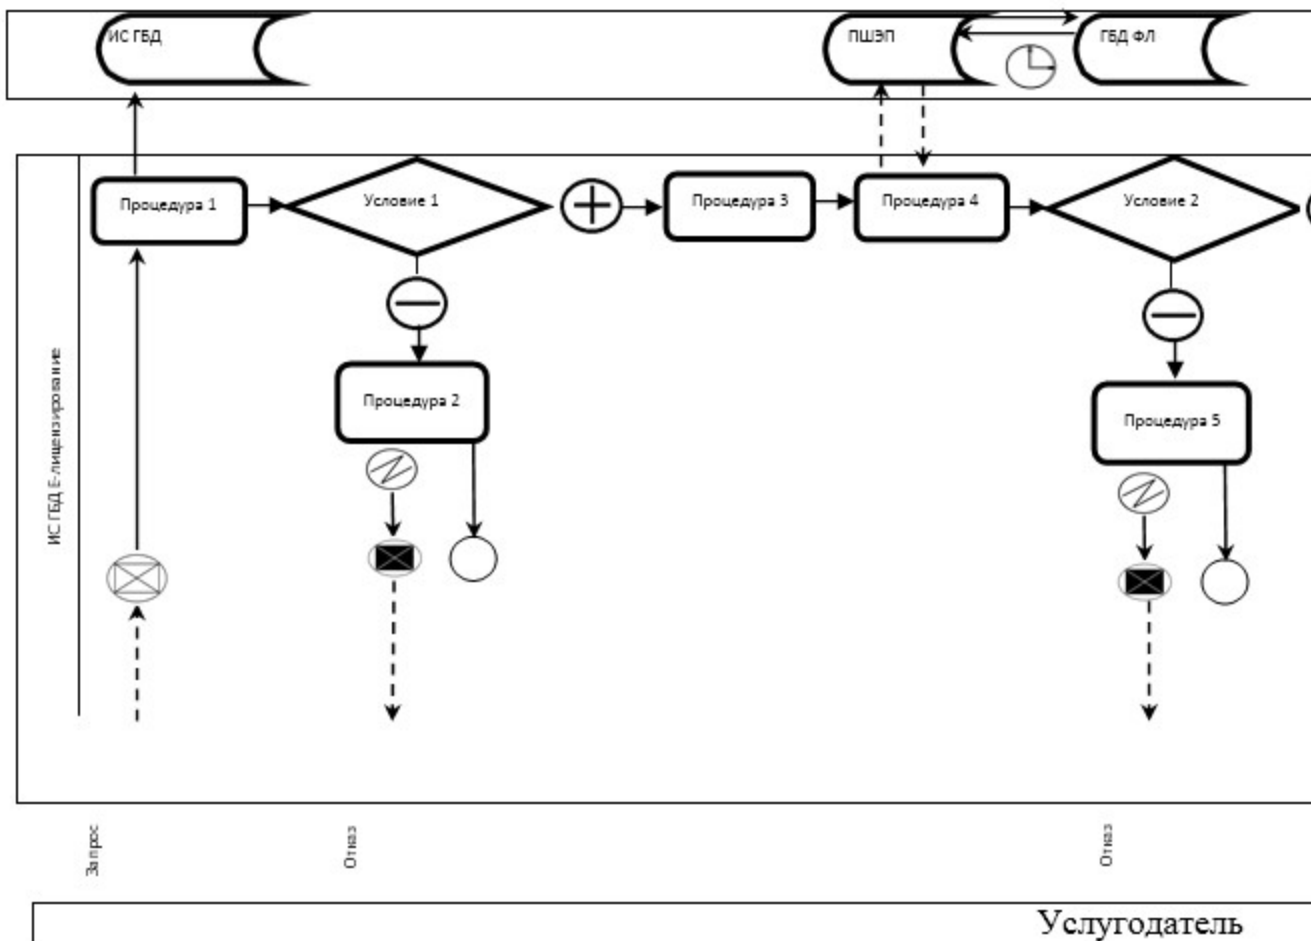 ИС ГБД
ПШЭП
ГБД ФЛ
Процедура 1
Условие 1
Процедура 3
Процедура 4
Условие 2
Процедура 2
Процедура 5
ИС ГБД Е-лицензирование
Запрос
Отказ
Отказ
Услугодатель